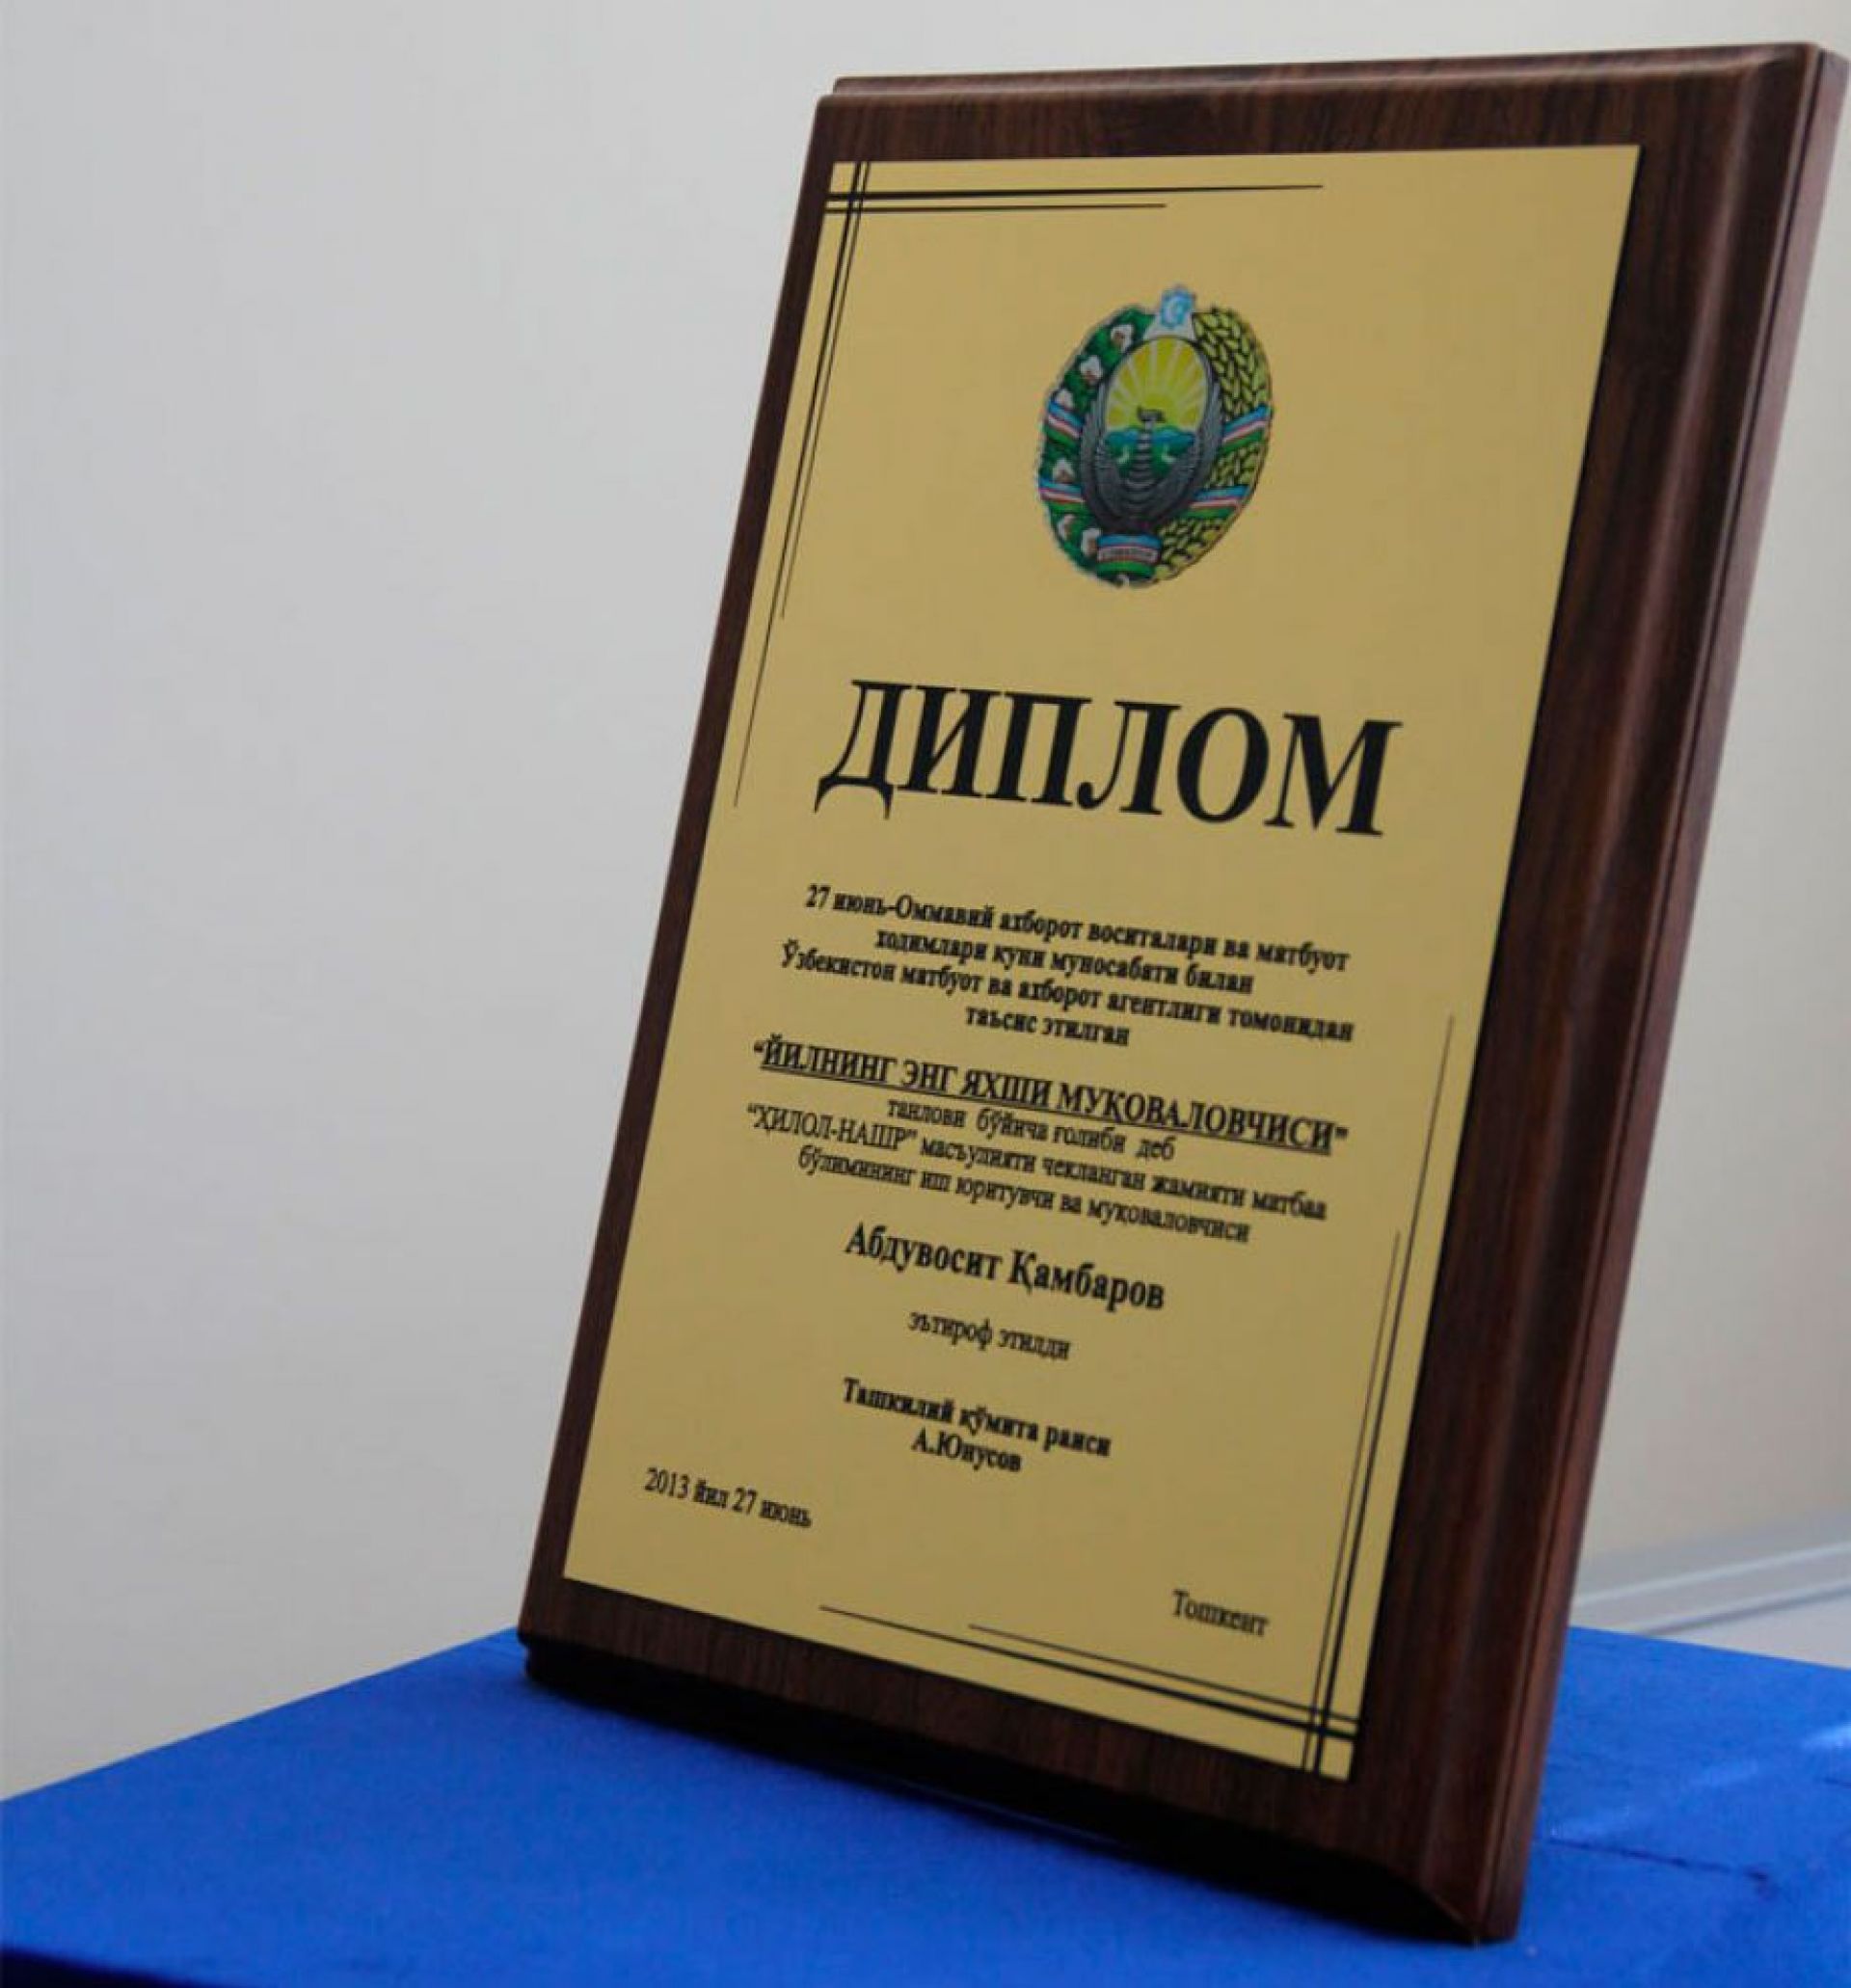 ДИПЛОМ
27 июнь-Оммавий ахборот воситалари ва матбуот
ходимлари куни муносабати билан
Ўзбекистон матбуот ва ахборот агентлиги томонидан
таъсис этилган
“ЙИЛНИНГ ЭНГ ЯХШИ МУҚОВАЛОВЧИСИ”
танлови бўйича ғолиби деб
“ҲИЛОЛ-НАШР” масъулияти чекланган жамияти матбаа
бўлимининг иш юритувчи ва муқоваловчиси
Абдувосит Қамбаров
эътироф этилди
Ташкилий қўмита раиси
А.Юнусов
2013 йил 27 июнь
Тошкент